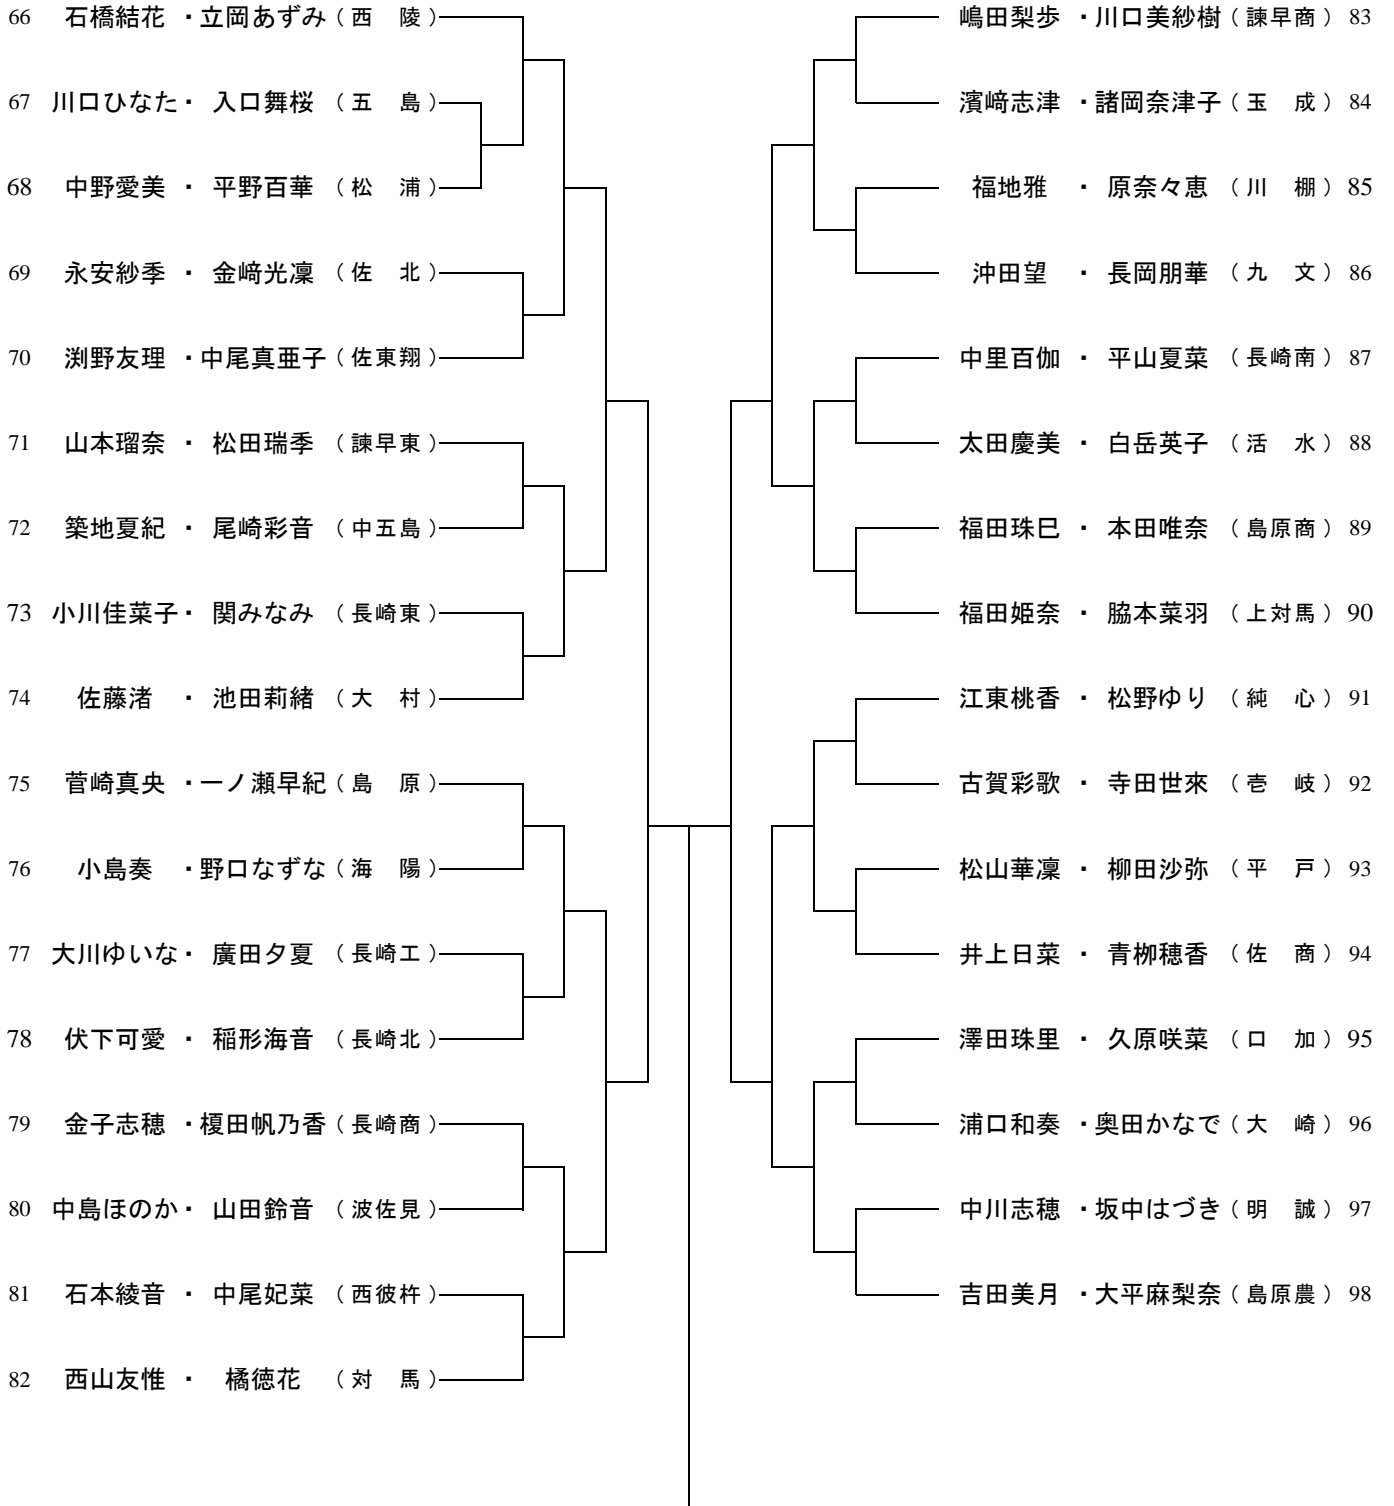 66 石橋結花 ・立岡あずみ（西　陵）
67 川口ひなた・ 入口舞桜 （五　島）
68 中野愛美 ・ 平野百華 （松　浦）
69 永安紗季 ・ 金﨑光凜 （佐　北）
70 渕野友理 ・中尾真亜子（佐東翔）
71 山本瑠奈 ・ 松田瑞季 （諫早東）
72 築地夏紀 ・ 尾崎彩音 （中五島）
73 小川佳菜子・ 関みなみ （長崎東）
74 佐藤渚 ・ 池田莉緒 （大　村）
75 菅崎真央 ・一ノ瀬早紀（島　原）
76 小島奏 ・野口なずな（海　陽）
77 大川ゆいな・ 廣田夕夏 （長崎工）
78 伏下可愛 ・ 稲形海音 （長崎北）
79 金子志穂 ・榎田帆乃香（長崎商）
80 中島ほのか・ 山田鈴音 （波佐見）
81 石本綾音 ・ 中尾妃菜 （西彼杵）
82 西山友惟 ・ 橘徳花 （対　馬）
嶋田梨歩 ・川口美紗樹（諫早商）83
濱﨑志津 ・諸岡奈津子（玉　成）84
福地雅 ・ 原奈々恵 （川　棚）85
沖田望 ・ 長岡朋華 （九　文）86
中里百伽 ・ 平山夏菜 （長崎南）87
太田慶美 ・ 白岳英子 （活　水）88
福田珠巳 ・ 本田唯奈 （島原商）89
福田姫奈 ・ 脇本菜羽 （上対馬）90
江東桃香 ・ 松野ゆり （純　心）91
古賀彩歌 ・ 寺田世來 （壱　岐）92
松山華凜 ・ 柳田沙弥 （平　戸）93
井上日菜 ・ 青栁穂香 （佐　商）94
澤田珠里 ・ 久原咲菜 （口　加）95
浦口和奏 ・奥田かなで（大　崎）96
中川志穂 ・坂中はづき（明　誠）97
吉田美月 ・大平麻梨奈（島原農）98